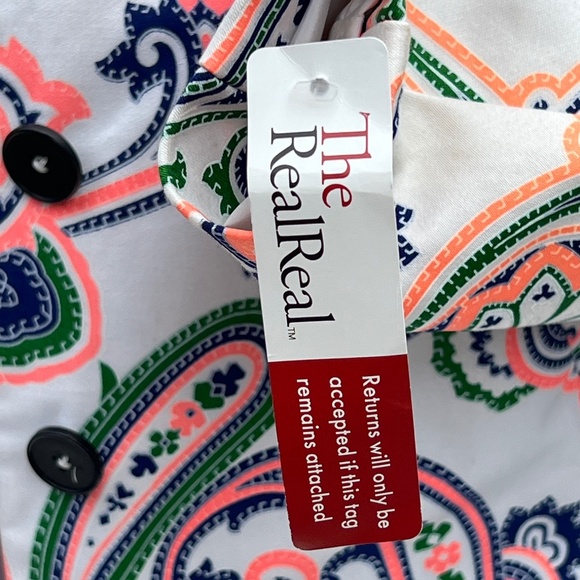 The
RealReal™
Returns will only be
accepted if this tag
remains attached